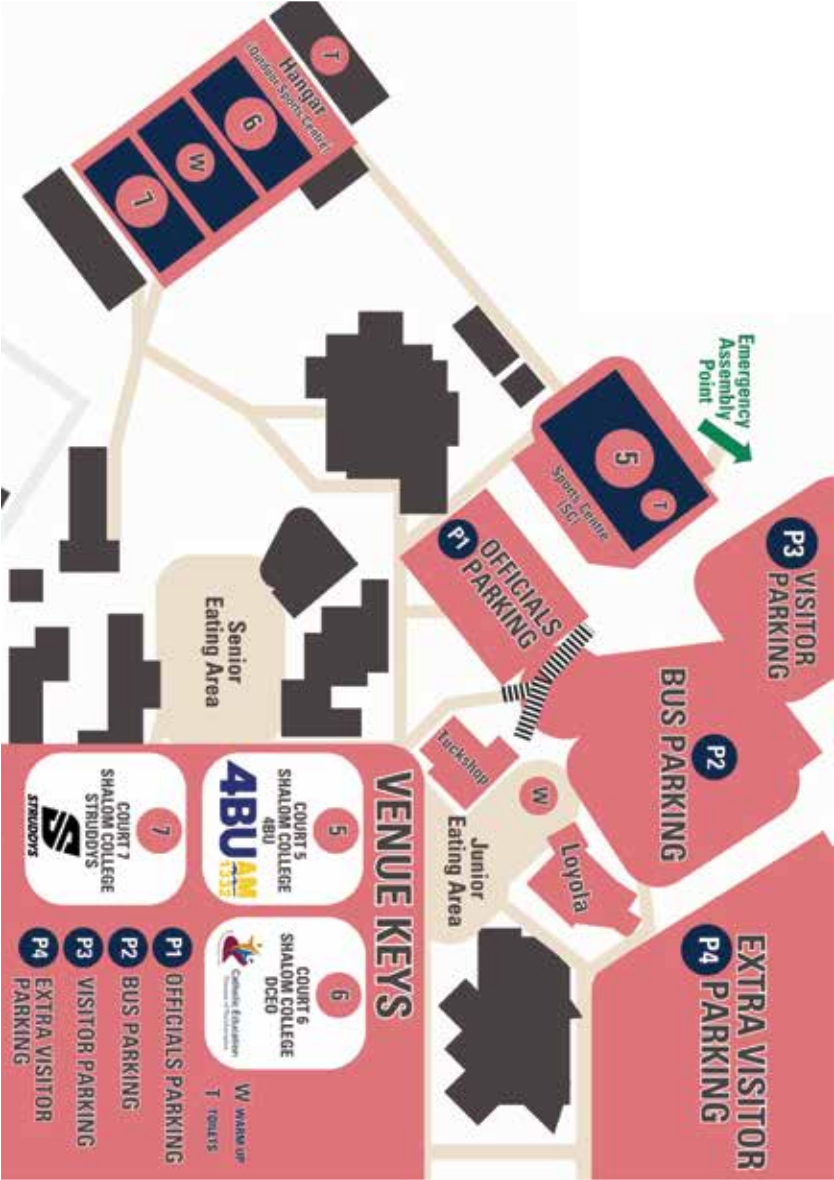 Hangar
(Outdoor Sports Centre)
T
6
W
7
Emergency
Assembly
Point
5
T
Sports Centre
(SC)
P1
OFFICIALS
PARKING
P3
VISITOR
PARKING
P2
BUS PARKING
P4
EXTRA VISITOR
PARKING
Tuckshop
W
Loyola
Junior
Eating Area
Senior
Eating Area
VENUE KEYS
5
COURT 5
SHALOM COLLEGE
4BU
4BU AM
1332
6
COURT 6
SHALOM COLLEGE
DCEO
Catholic Education
7
COURT 7
SHALOM COLLEGE
STRUDDYS
STRUDDYS
P1 OFFICIALS PARKING
P2 BUS PARKING
P3 VISITOR PARKING
P4 EXTRA VISITOR
PARKING
W WARM UP
T TOILETS